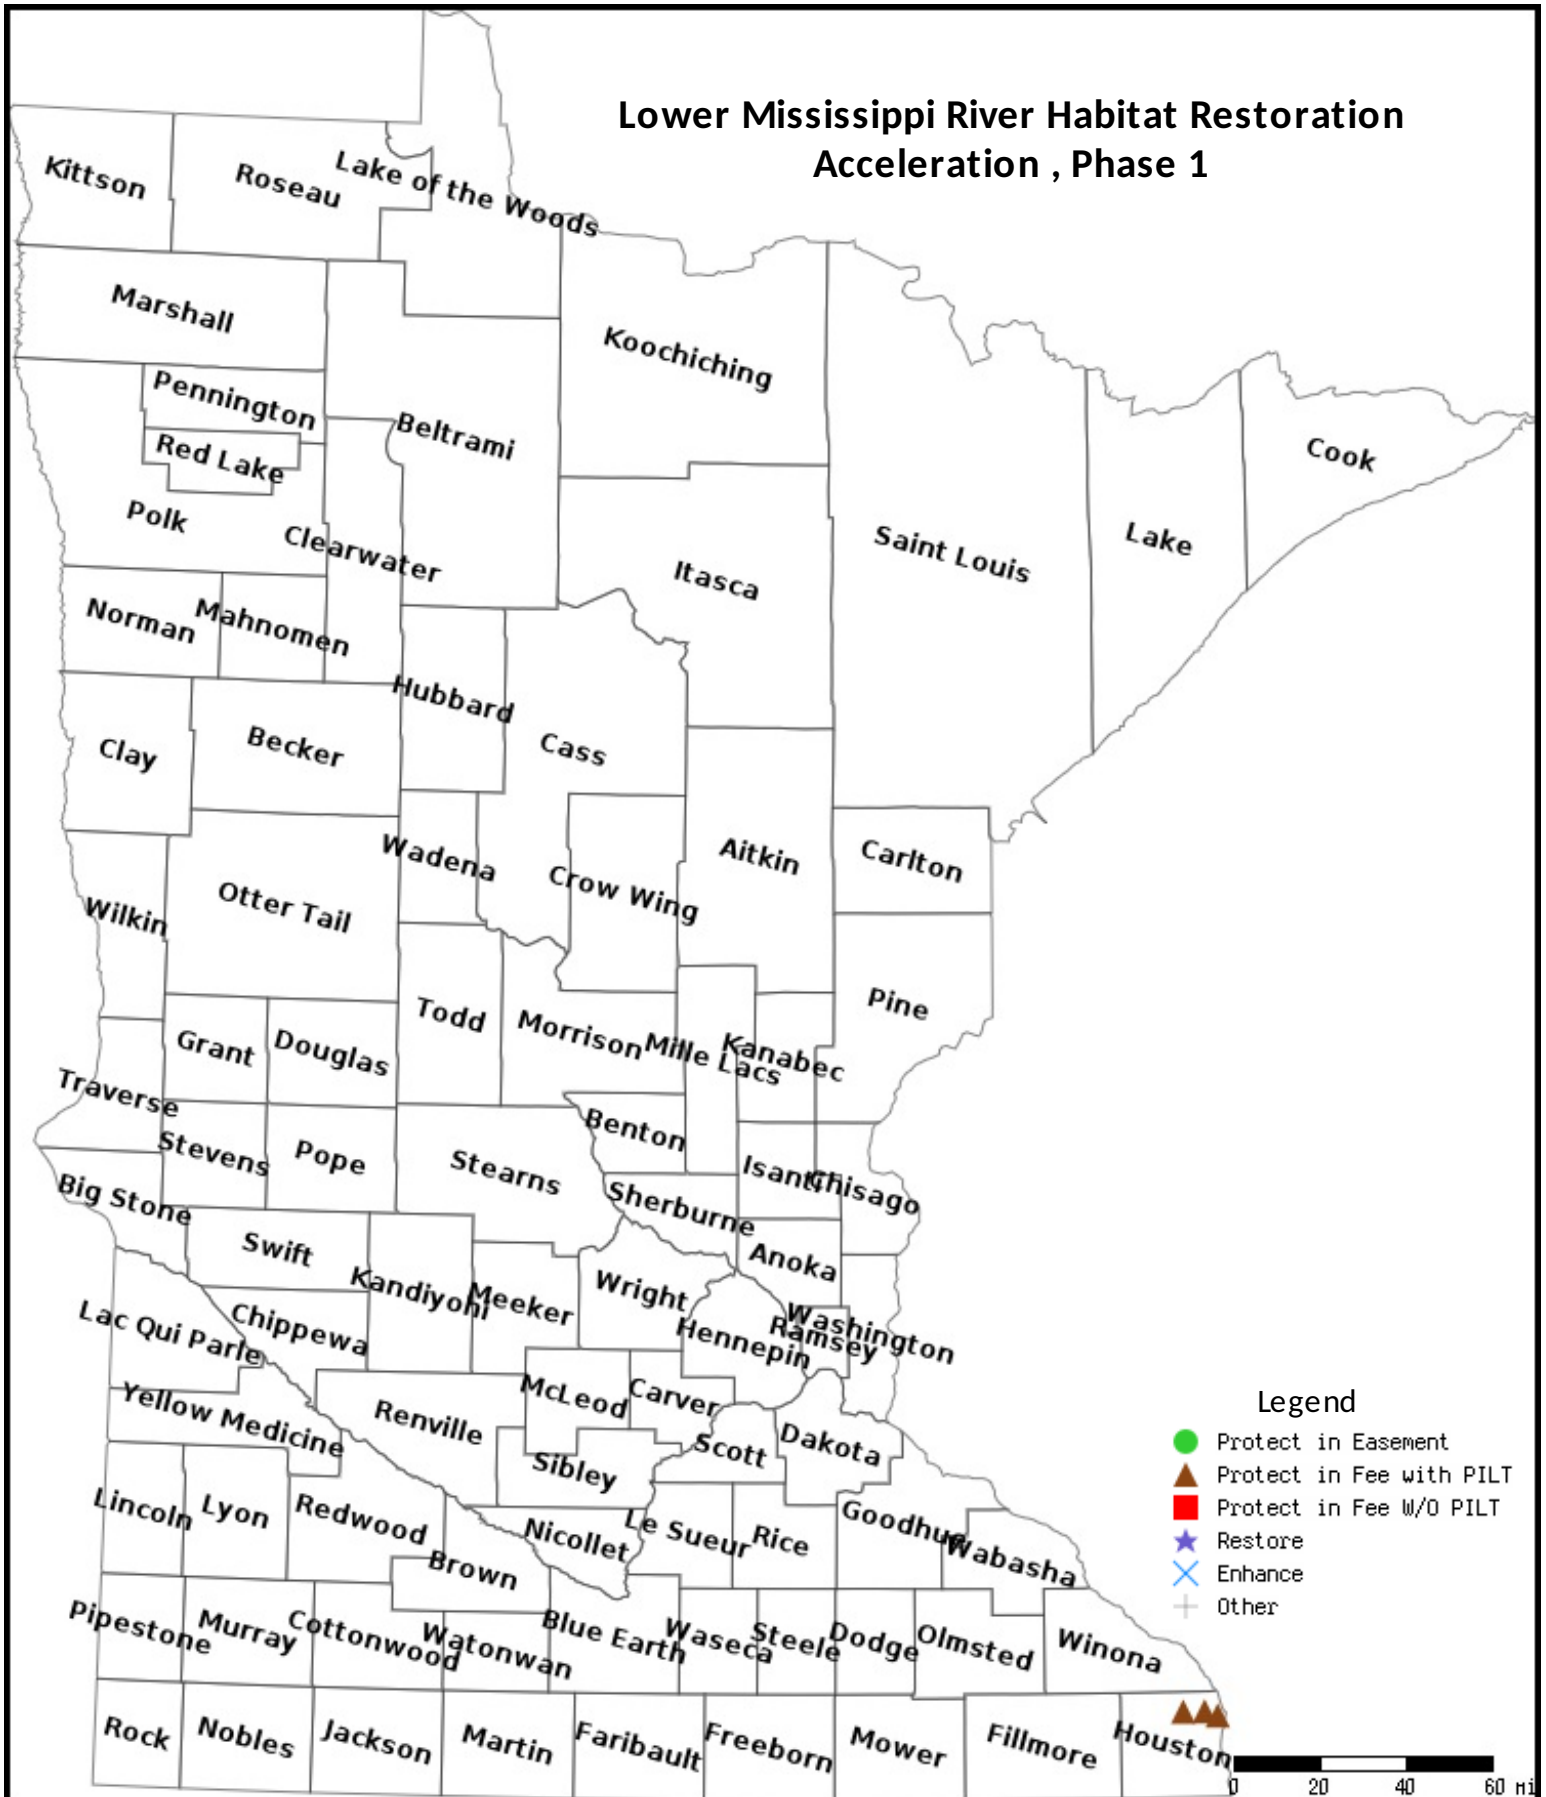 Lower Mississippi River Habitat Restoration
Acceleration , Phase 1
Kittson
Roseau
Lake of the Woods
Marshall
Koochiching
Pennington
Beltrami
Red Lake
Cook
Polk
Clearwater
Saint Louis
Lake
Itasca
Norman
Mahnomen
Hubbard
Clay
Becker
Cass
Wadena
Aitkin
Carlton
Otter Tail
Crow Wing
Wilkin
Pine
Todd
Morrison
Mille Lacs
Kanabec
Grant
Douglas
Traverse
Benton
Stevens
Pope
Stearns
Isanti
Chisago
Big Stone
Sherburne
Swift
Anoka
Kandiyohi
Meeker
Wright
Lac Qui Parle
Chippewa
Hennepin
Ramsey
Washington
McLeod
Carver
Yellow Medicine
Renville
Scott
Dakota
Sibley
Lincoln
Lyon
Redwood
Nicollet
Le Sueur
Rice
Goodhue
Wabasha
Brown
Pipestone
Murray
Cottonwood
Watonwan
Blue Earth
Waseca
Steele
Dodge
Olmsted
Winona
Rock
Nobles
Jackson
Martin
Faribault
Freeborn
Mower
Fillmore
Houston
Legend
Protect in Easement
Protect in Fee with PILT
Protect in Fee W/O PILT
Restore
Enhance
Other
0 20 40 60 mi